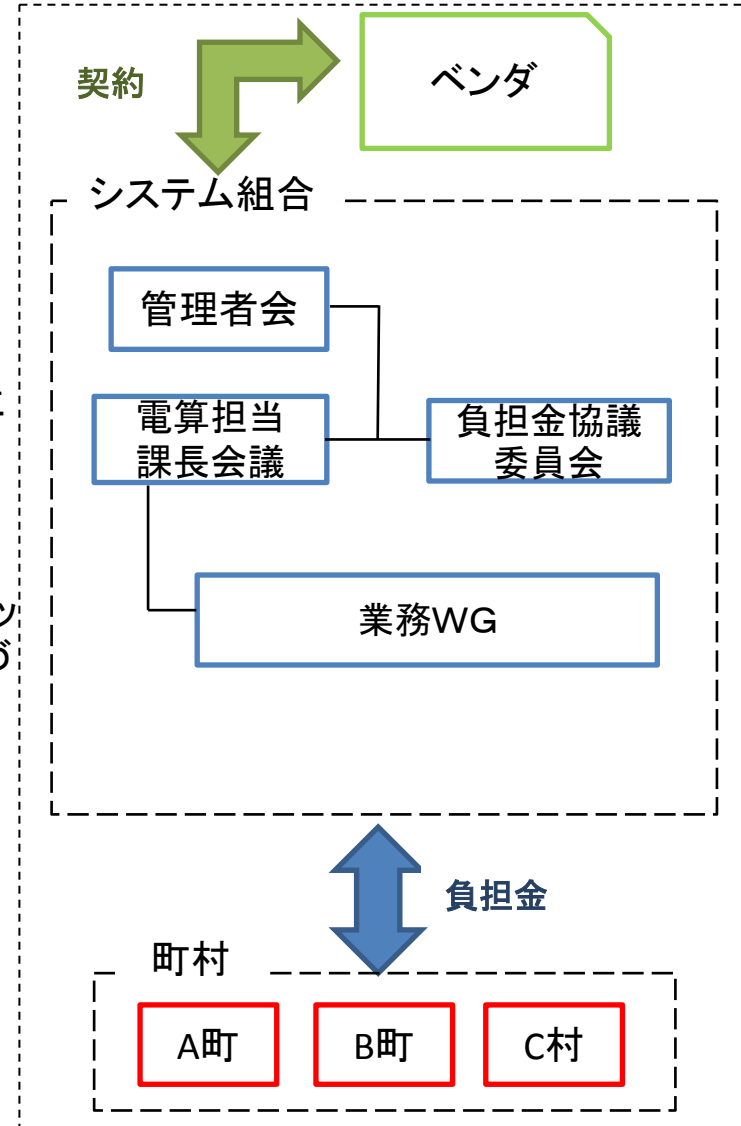 契約
ベンダ
システム組合
管理者会
電算担当
課長会議
負担金協議
委員会
業務WG
負担金
町村
A町
B町
C村